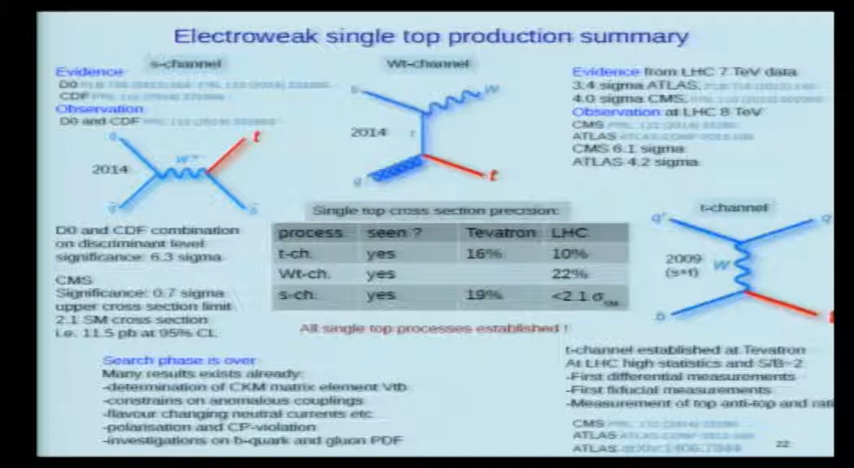 Electroweak single top production summary
s-channel
Evidence
D0
CDF
Observation
D0 and CDF
2014
W*
t
D0 and CDF combination
on discriminant level
significance: 6.3 sigma
CMS
Significance: 0.7 sigma
upper cross section limit
2.1 SM cross section
i.e. 11.5 pb at 95% CL
Wt-channel
W
2014
t
g
t
Evidence from LHC 7 TeV data
3.4 sigma ATLAS,
4.0 sigma CMS,
Observation at LHC 8 TeV
CMS
ATLAS
CMS 6.1 sigma
ATLAS 4.2 sigma
Single top cross section precision:
process seen ? Tevatron LHC
t-ch. yes 16% 10%
Wt-ch. yes 22%
s-ch. yes 19% <2.1 σSM
All single top processes established !
t-channel
q'
q
2009
(s+t)
W
b
t
Search phase is over
Many results exists already:
-determination of CKM matrix element Vtb
-constrains on anomalous couplings
-flavour changing neutral currents etc
-polarisation and CP-violation
-investigations on b-quark and gluon PDF
t-channel established at Tevatron
At LHC high statistics and S/B~2
-First differential measurements
-First fiducial measurements
-Measurement of top anti-top and rati
CMS
ATLAS
ATLAS
22